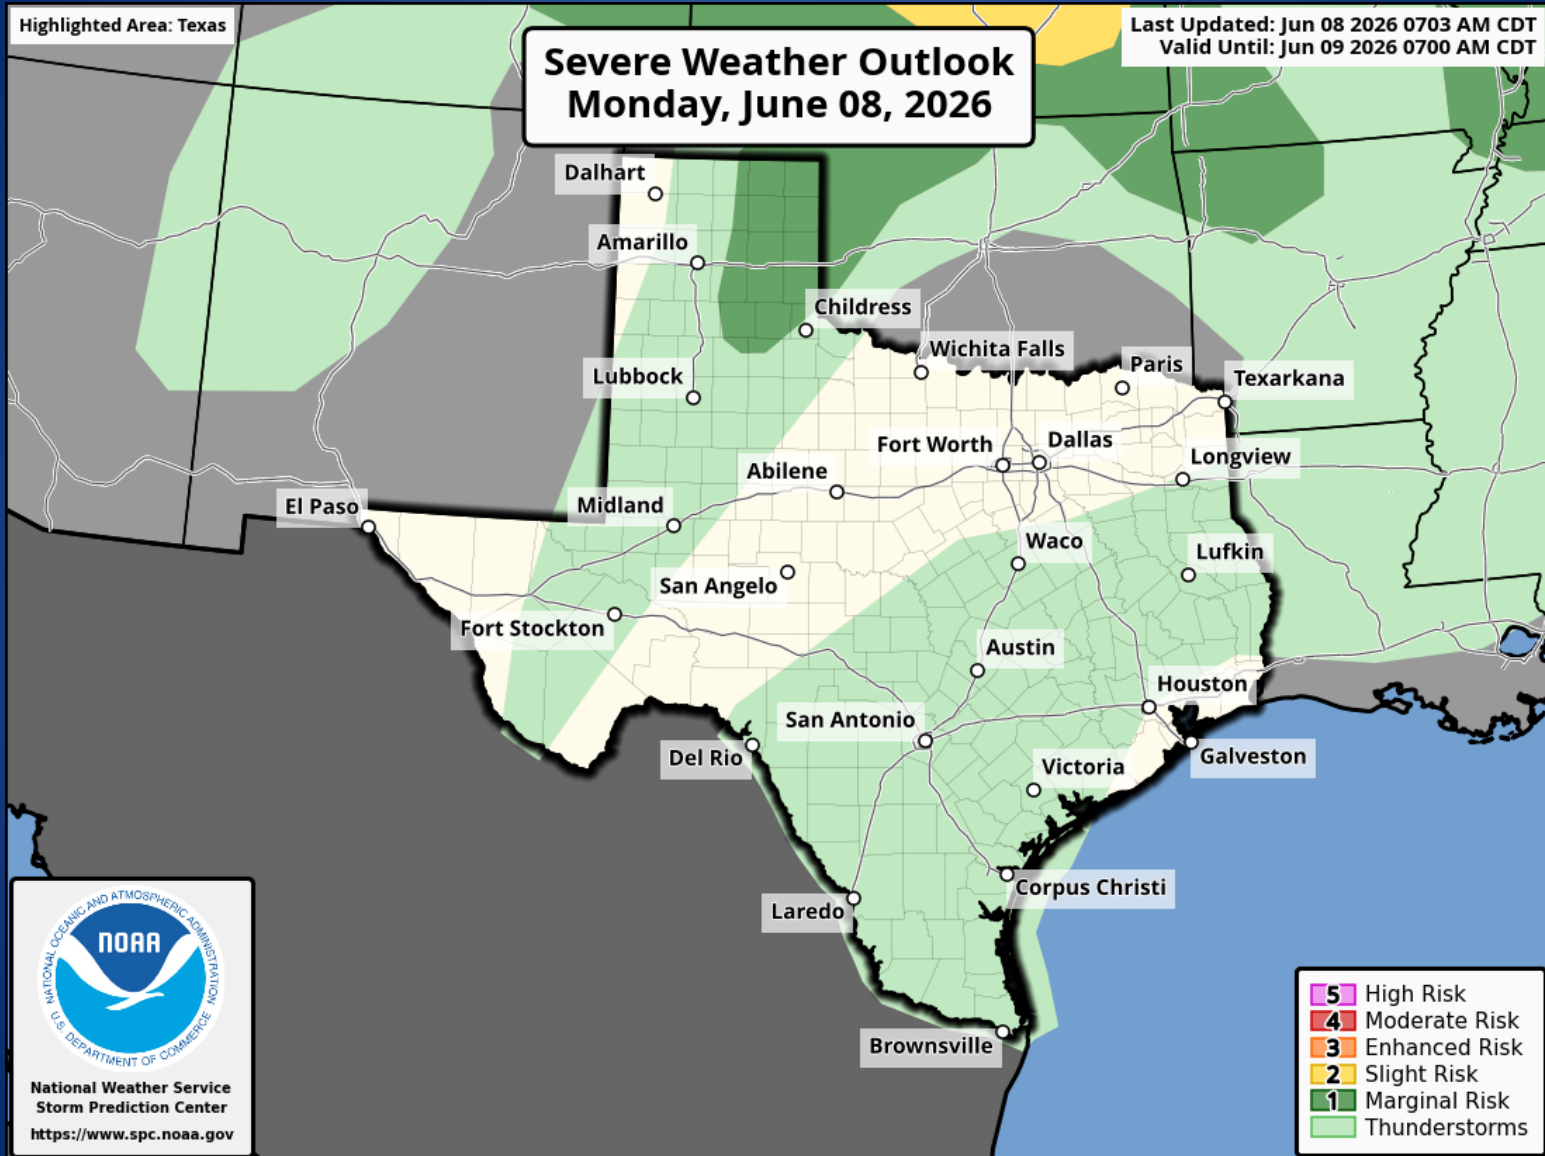 Highlighted Area: Texas
Severe Weather Outlook
Monday, June 08, 2026
Last Updated: Jun 08 2026 0703 AM CDT
Valid Until: Jun 09 2026 0700 AM CDT
Dalhart
Amarillo
Childress
Wichita Falls
Paris
Texarkana
Lubbock
Fort Worth
Dallas
Longview
Abilene
El Paso
Midland
Waco
Lufkin
San Angelo
Fort Stockton
Austin
Houston
San Antonio
Del Rio
Galveston
Victoria
Corpus Christi
Laredo
Brownsville
NATIONAL OCEANIC AND ATMOSPHERIC ADMINISTRATION
NOAA
U.S. DEPARTMENT OF COMMERCE
National Weather Service
Storm Prediction Center
https://www.spc.noaa.gov
5 High Risk
4 Moderate Risk
3 Enhanced Risk
2 Slight Risk
1 Marginal Risk
Thunderstorms